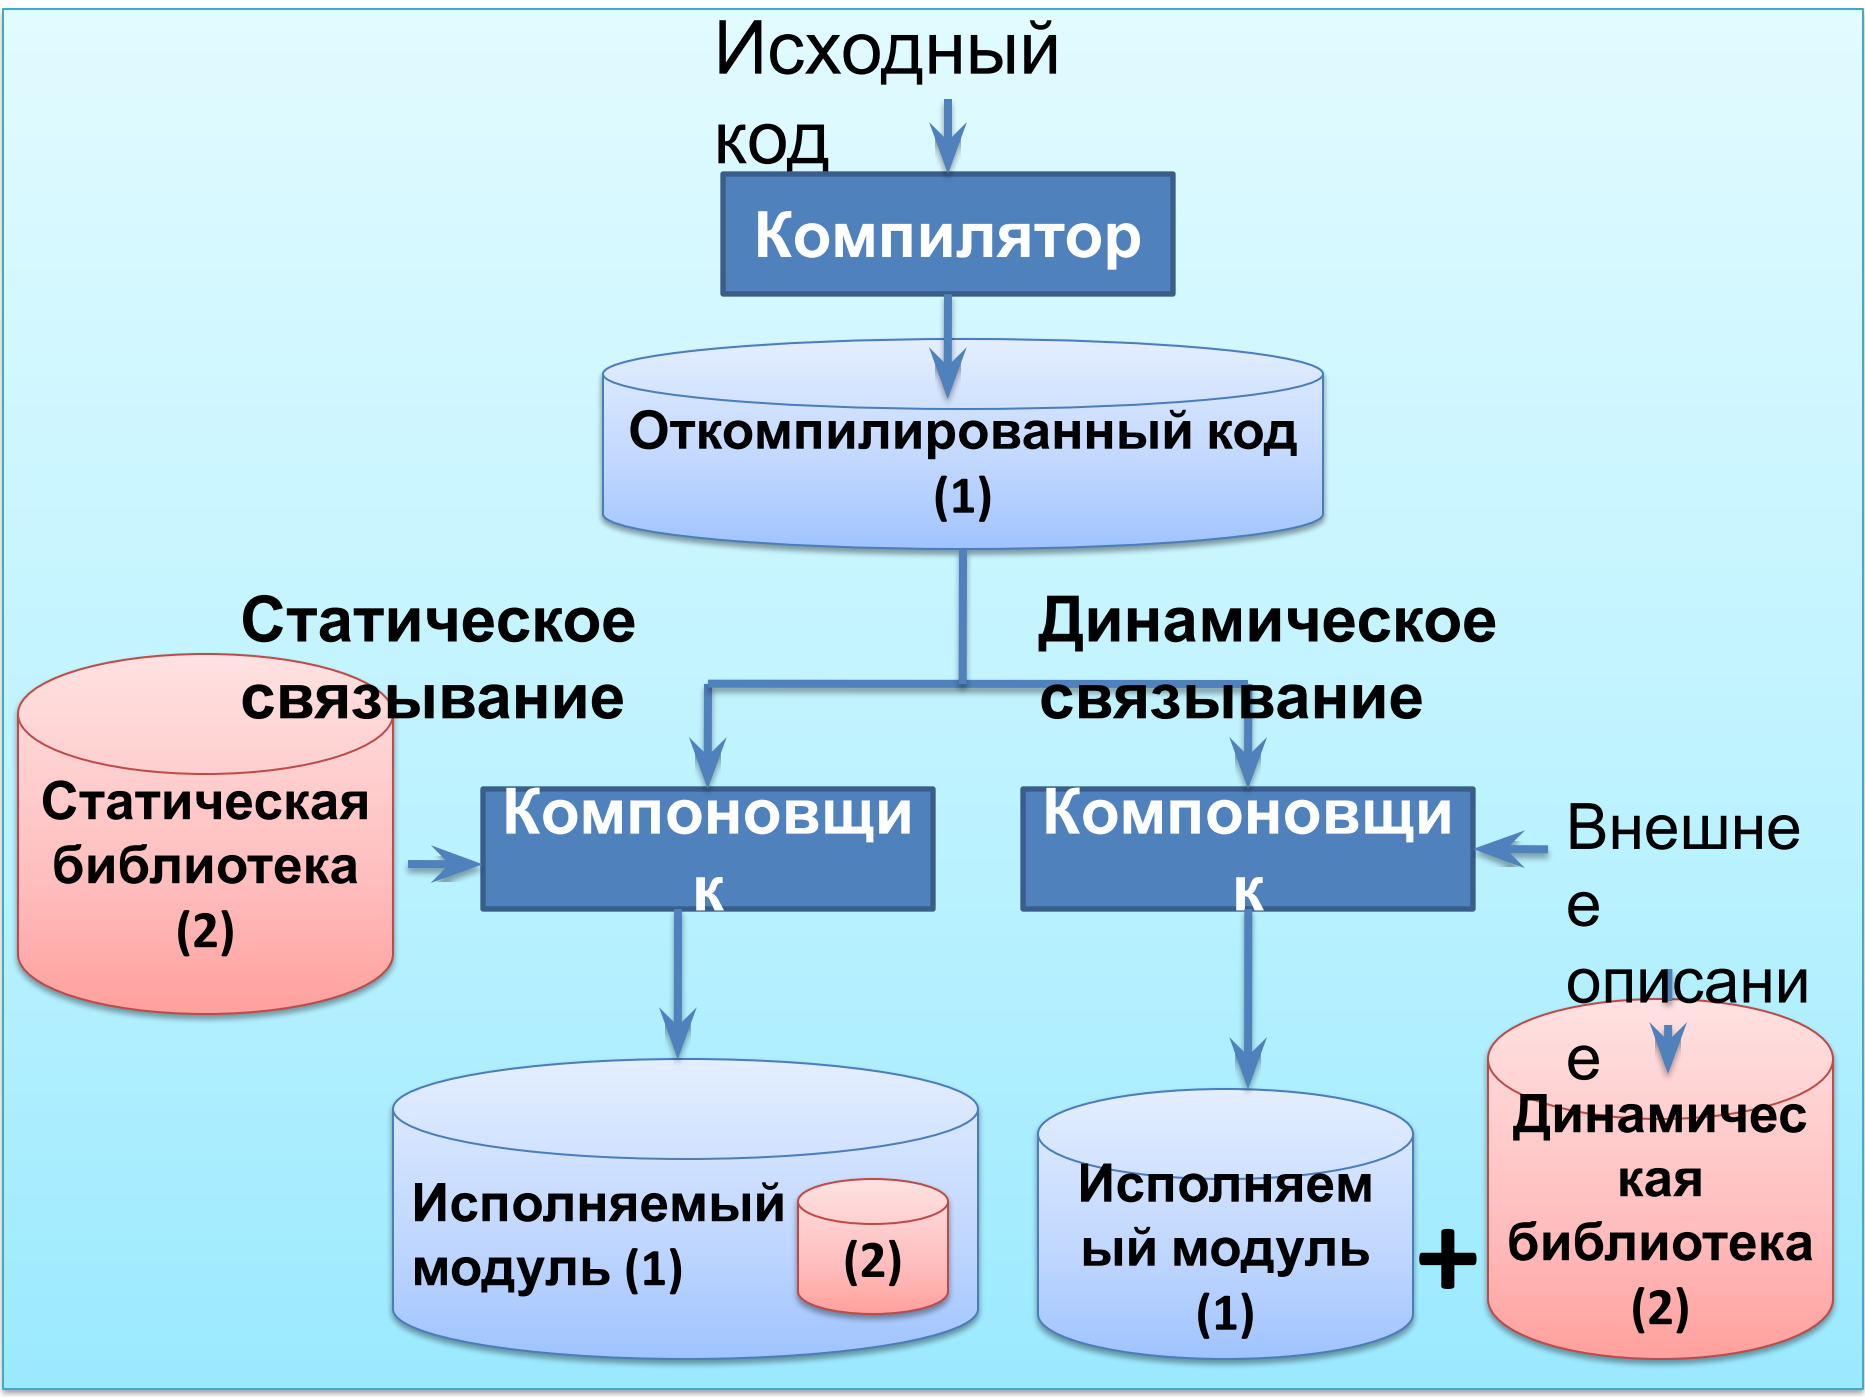 Исходный
код
Компилятор
Откомпилированный код
(1)
Статическое
связывание
Динамическое
связывание
Статическая
библиотека
(2)
Компоновщи
к
Компоновщи
к
Внешне
е
описани
е
Исполняемый
модуль (1)
(2)
Исполняем
ый модуль
(1)
+
Динамичес
кая
библиотека
(2)